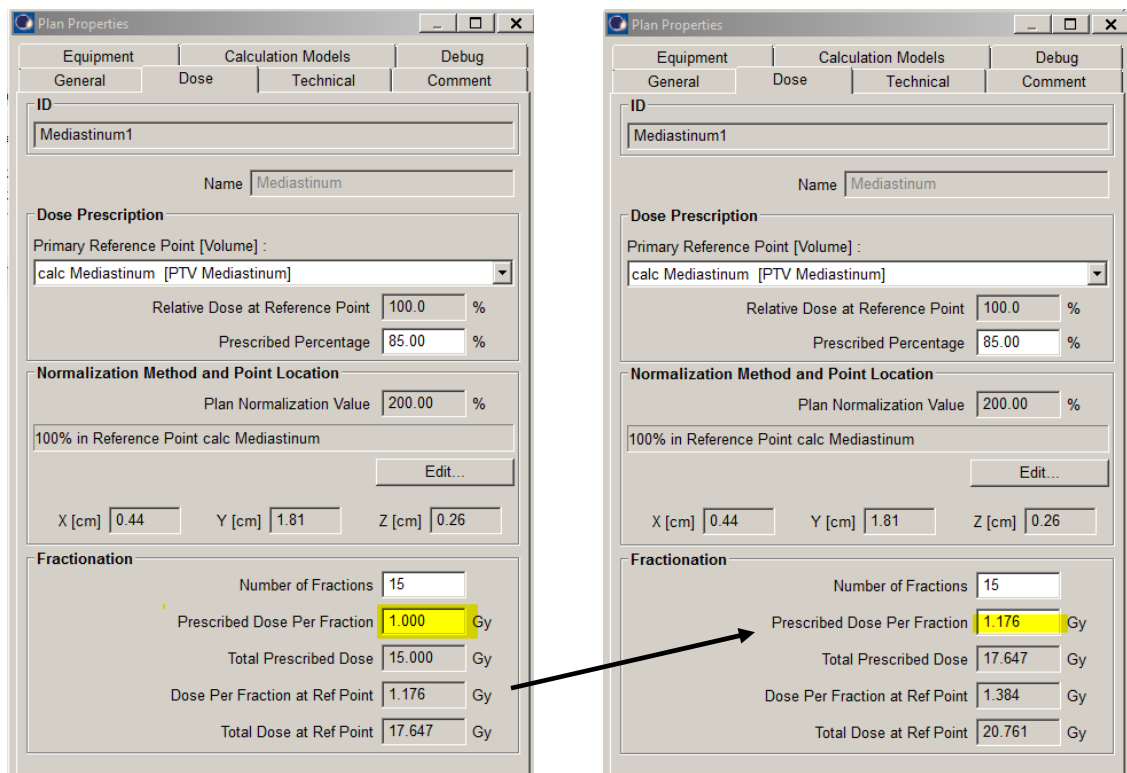 Plan Properties
Equipment Calculation Models Debug
General Dose Technical Comment
ID
Mediastinum1
Name Mediastinum
Dose Prescription
Primary Reference Point [Volume] :
calc Mediastinum [PTV Mediastinum]
Relative Dose at Reference Point 100.0 %
Prescribed Percentage 85.00 %
Normalization Method and Point Location
Plan Normalization Value 200.00 %
100% in Reference Point calc Mediastinum
Edit...
X [cm] 0.44 Y [cm] 1.81 Z [cm] 0.26
Fractionation
Number of Fractions 15
Prescribed Dose Per Fraction 1.000 Gy
Total Prescribed Dose 15.000 Gy
Dose Per Fraction at Ref Point 1.176 Gy
Total Dose at Ref Point 17.647 Gy
Plan Properties
Equipment Calculation Models Debug
General Dose Technical Comment
ID
Mediastinum1
Name Mediastinum
Dose Prescription
Primary Reference Point [Volume] :
calc Mediastinum [PTV Mediastinum]
Relative Dose at Reference Point 100.0 %
Prescribed Percentage 85.00 %
Normalization Method and Point Location
Plan Normalization Value 200.00 %
100% in Reference Point calc Mediastinum
Edit...
X [cm] 0.44 Y [cm] 1.81 Z [cm] 0.26
Fractionation
Number of Fractions 15
Prescribed Dose Per Fraction 1.176 Gy
Total Prescribed Dose 17.647 Gy
Dose Per Fraction at Ref Point 1.384 Gy
Total Dose at Ref Point 20.761 Gy